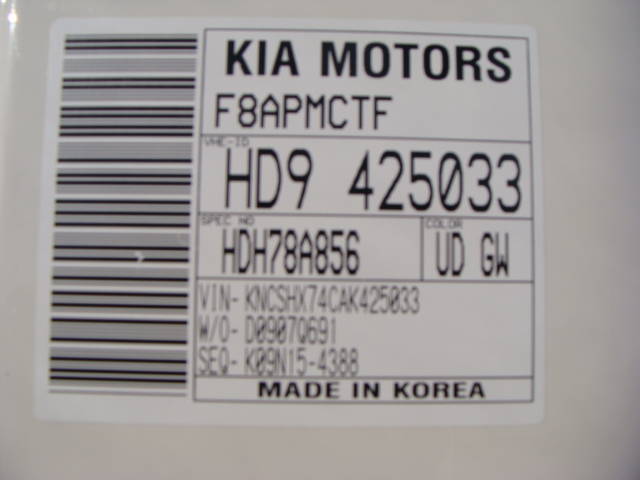 KIA MOTORS
F8APMCTF
VHE-ID
HD9 425033
SPEC NO
HDH78A856
COLOR
UD GW
VIN- KNCSHX74CAK425033
W/O- D0907Q691
SEQ- K09N15-4388
MADE IN KOREA